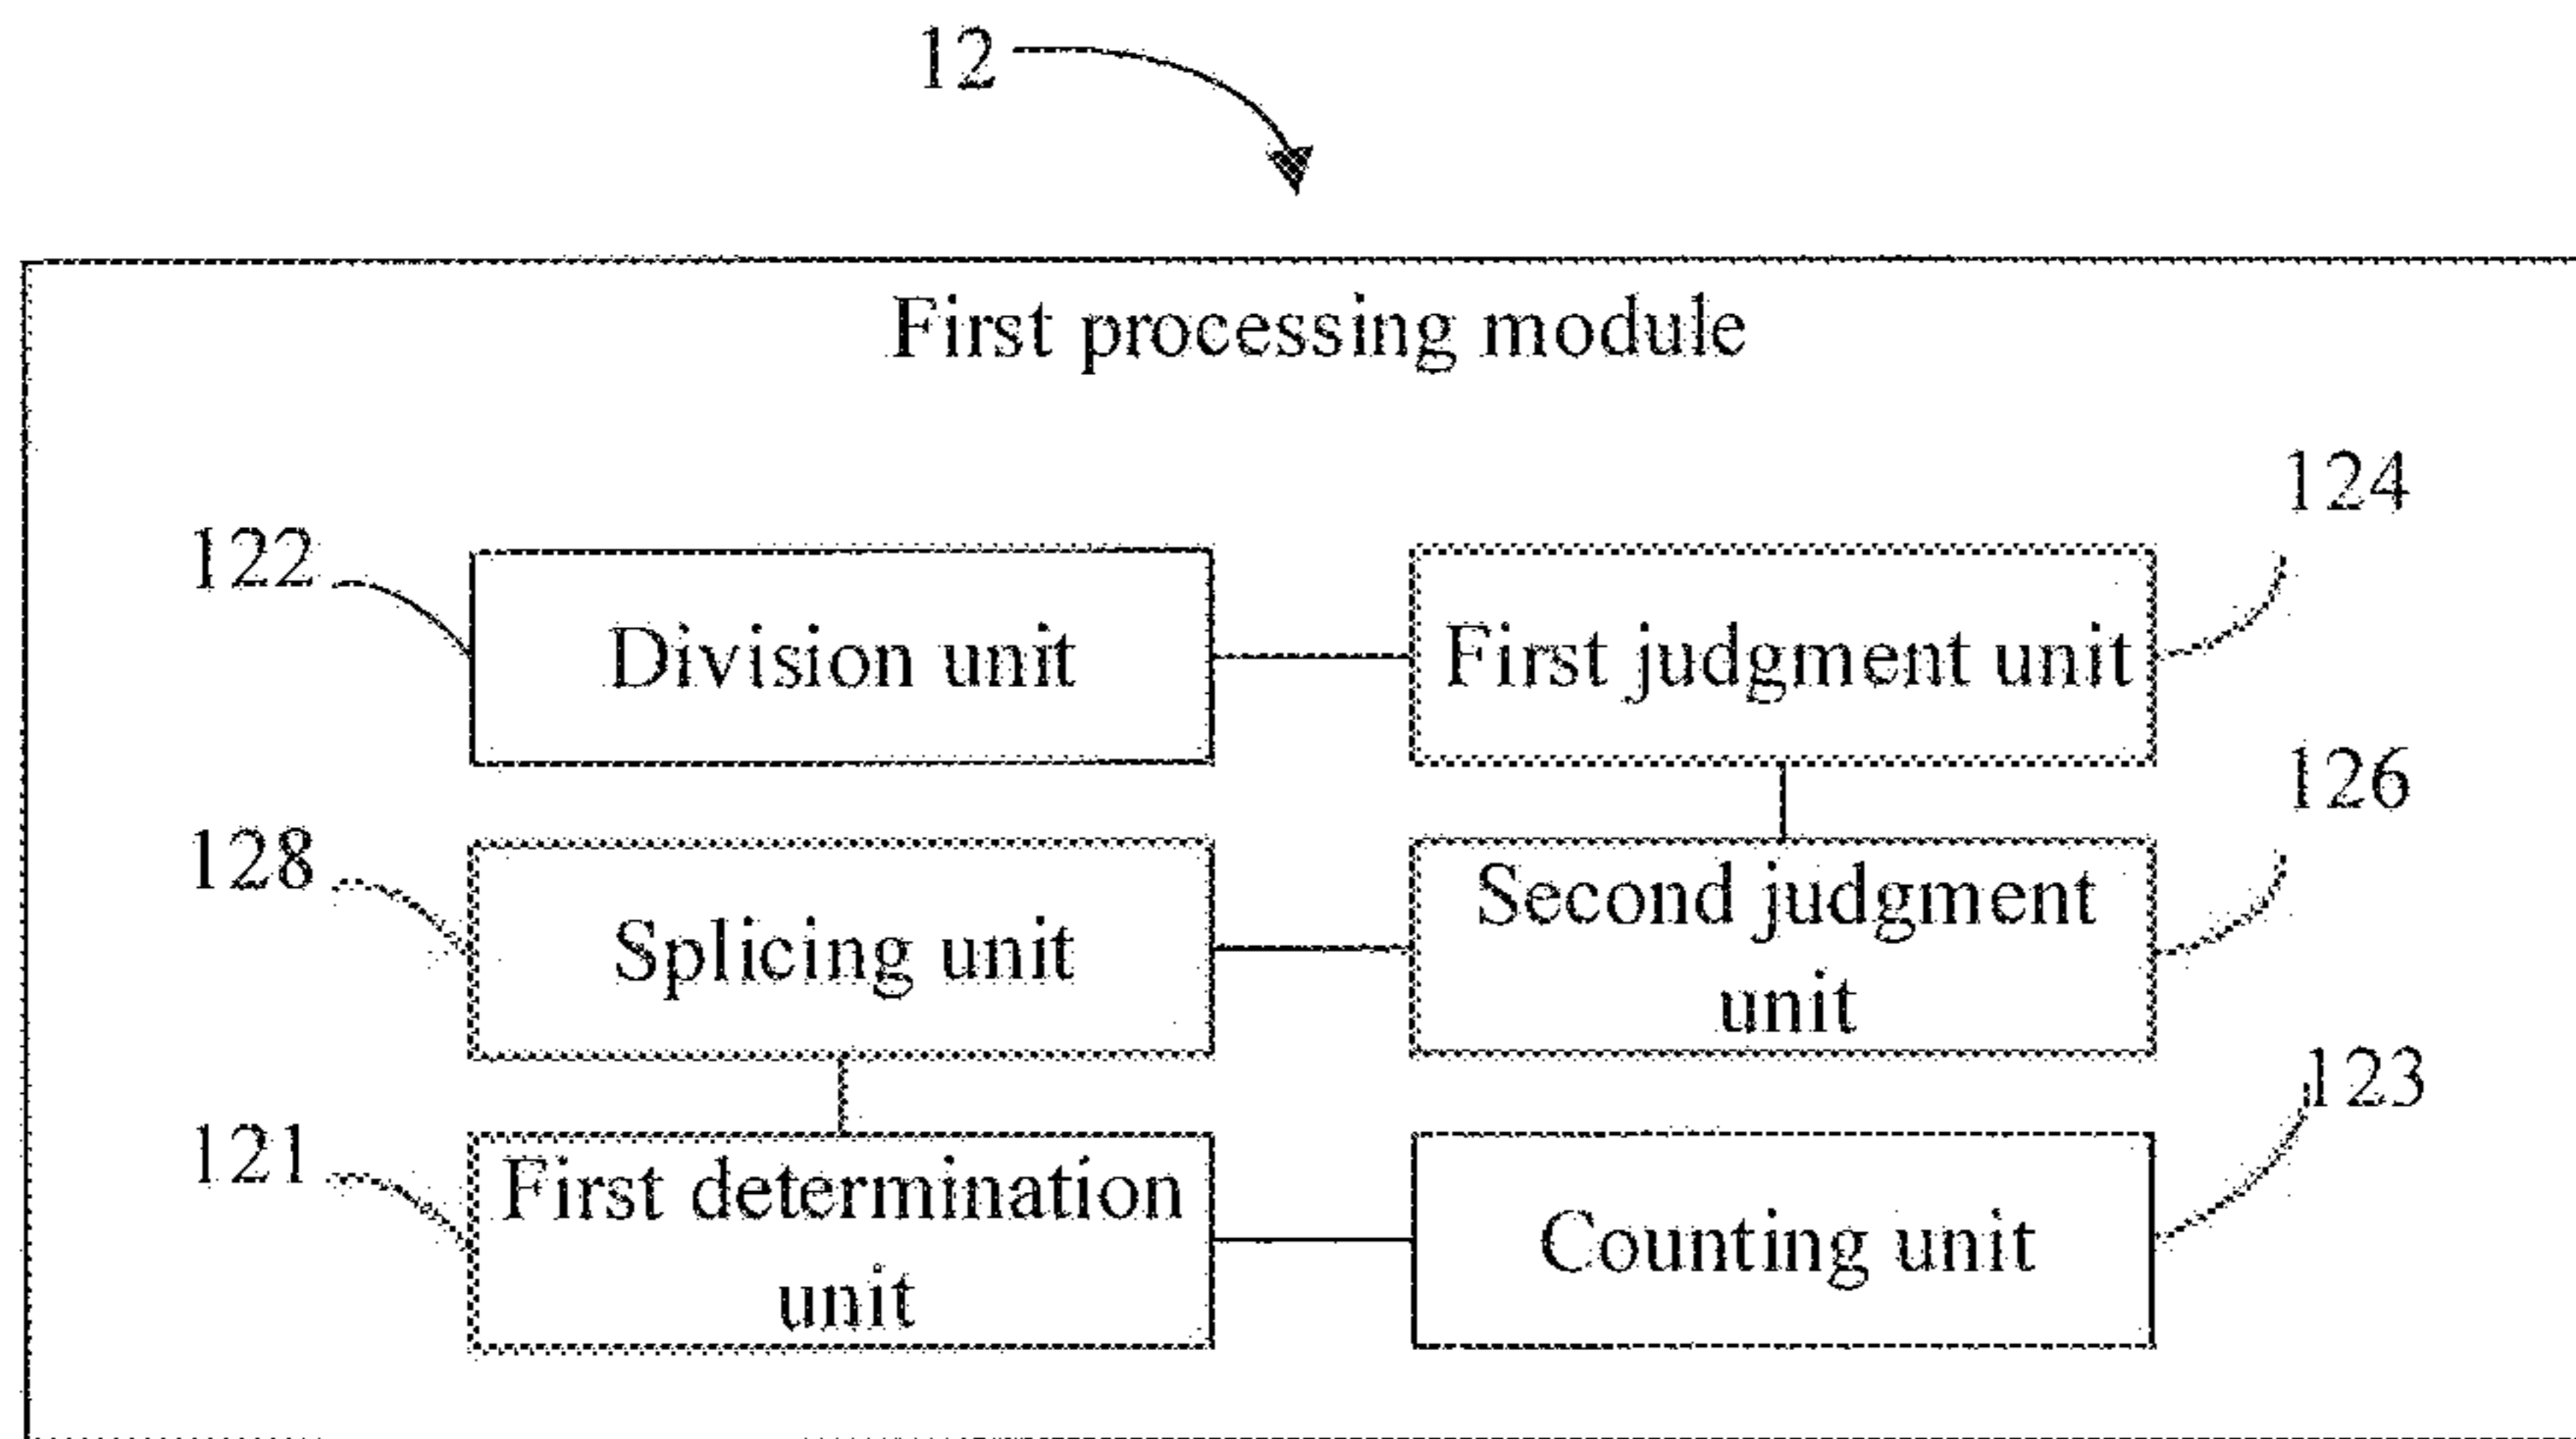 12
First processing module
124
122
Division unit
First judgment unit
126
128
Splicing unit
Second judgment
unit
123
121
First determination
unit
Counting unit